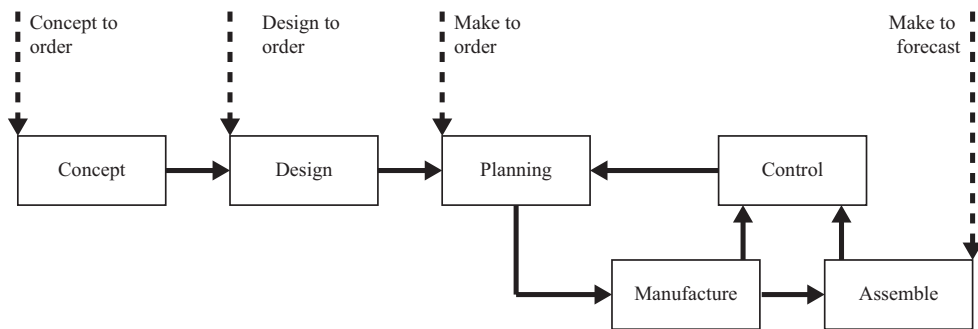 Concept to
order
Design to
order
Make to
order
Make to
forecast
Concept
Design
Planning
Control
Manufacture
Assemble